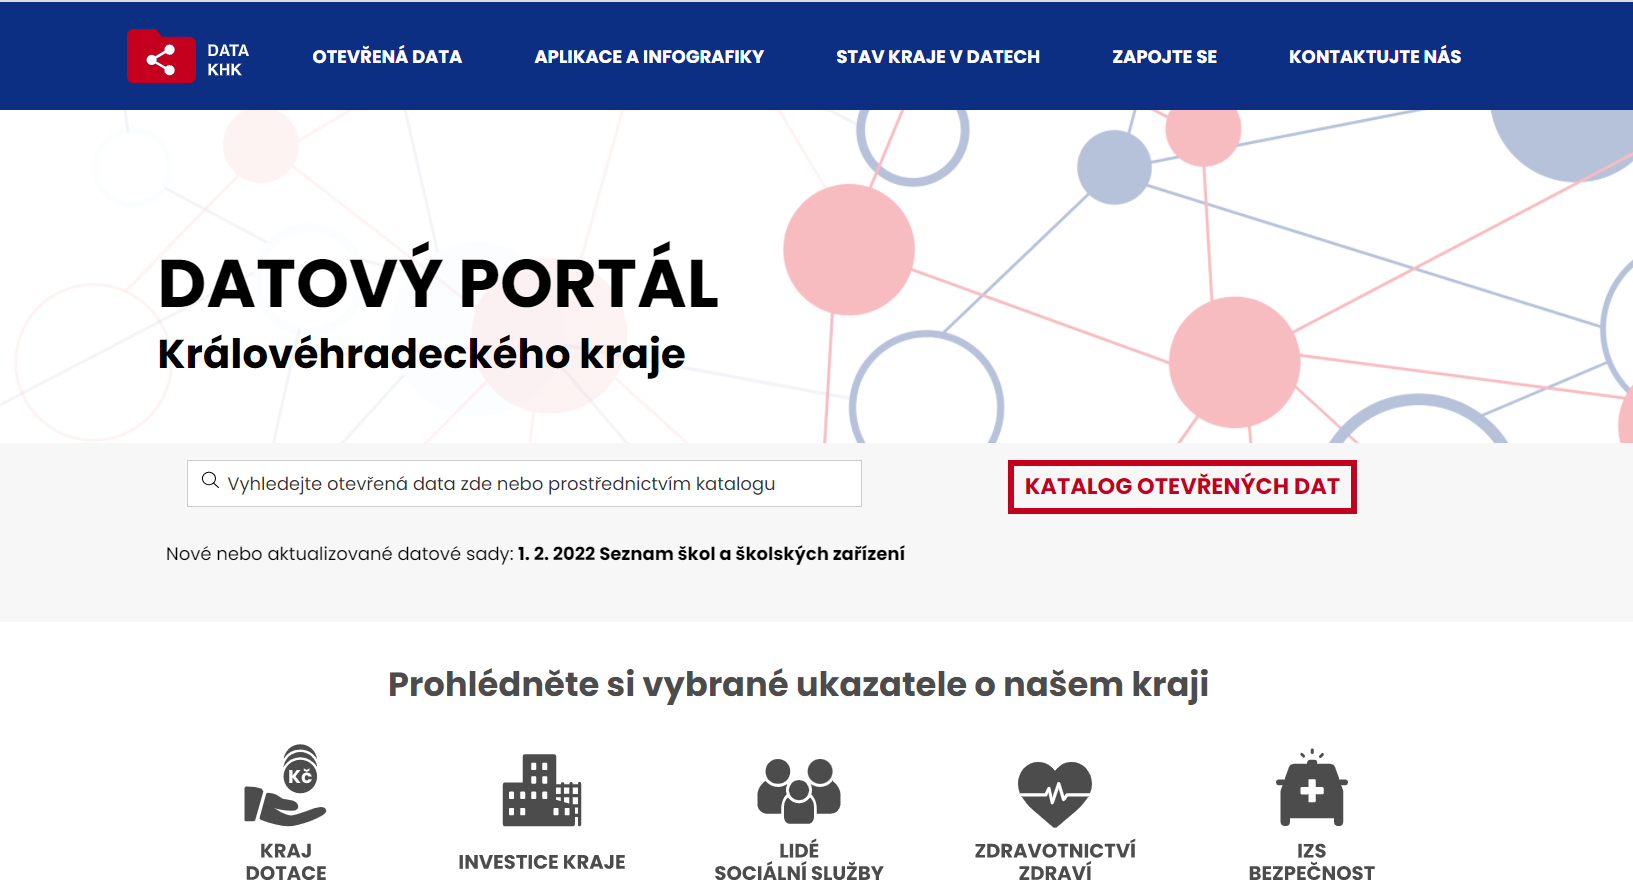 DATA
KHK
OTEVŘENÁ DATA
APLIKACE A INFOGRAFIKY
STAV KRAJE V DATECH
ZAPOJTE SE
KONTAKTUJTE NÁS
DATOVÝ PORTÁL
Královéhradeckého kraje
Vyhledejte otevřená data zde nebo prostřednictvím katalogu
KATALOG OTEVŘENÝCH DAT
Nové nebo aktualizované datové sady: 1. 2. 2022 Seznam škol a školských zařízení
Prohlédněte si vybrané ukazatele o našem kraji
Kč
KRAJ
DOTACE
INVESTICE KRAJE
LIDÉ
SOCIÁLNÍ SLUŽBY
ZDRAVOTNICTVÍ
ZDRAVÍ
IZS
BEZPEČNOST